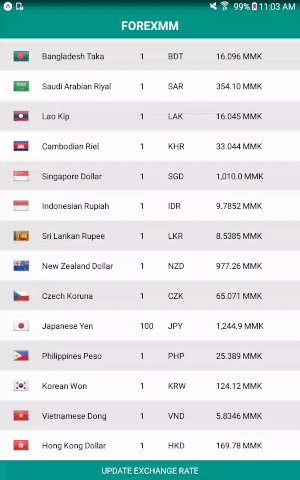 99% 11:03 AM
FOREXMM
Bangladesh Taka 1 BDT 16.096 MMK
Saudi Arabian Riyal 1 SAR 354.10 MMK
Lao Kip 1 LAK 16.045 MMK
Cambodian Riel 1 KHR 33.044 MMK
Singapore Dollar 1 SGD 1,010.0 MMK
Indonesian Rupiah 1 IDR 9.7852 MMK
Sri Lankan Rupee 1 LKR 8.5385 MMK
New Zealand Dollar 1 NZD 977.26 MMK
Czech Koruna 1 CZK 65.071 MMK
Japanese Yen 100 JPY 1,244.9 MMK
Philippines Peso 1 PHP 25.389 MMK
Korean Won 1 KRW 124.12 MMK
Vietnamese Dong 1 VND 5.8346 MMK
Hong Kong Dollar 1 HKD 169.78 MMK
UPDATE EXCHANGE RATE